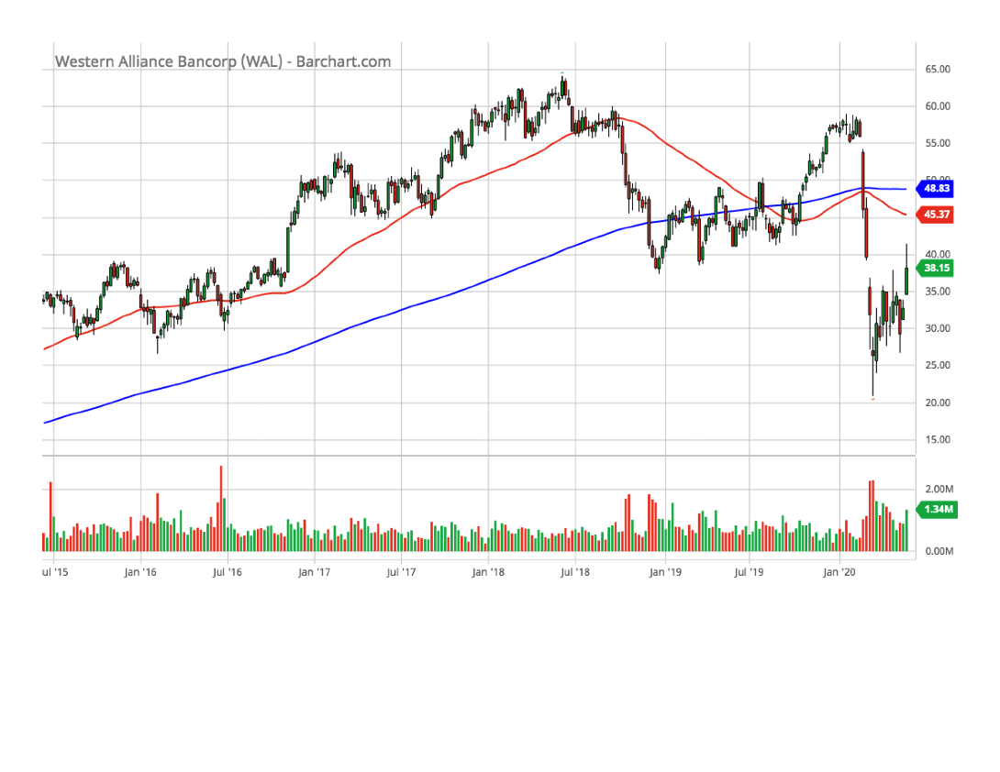 Western Alliance Bancorp (WAL) - Barchart.com
65.00
60.00
55.00
50.00
48.83
45.37
40.00
38.15
35.00
30.00
25.00
20.00
15.00
2.00M
1.34M
0.00M
ul '15 Jan '16 Jul '16 Jan '17 Jul '17 Jan '18 Jul '18 Jan '19 Jul '19 Jan '20